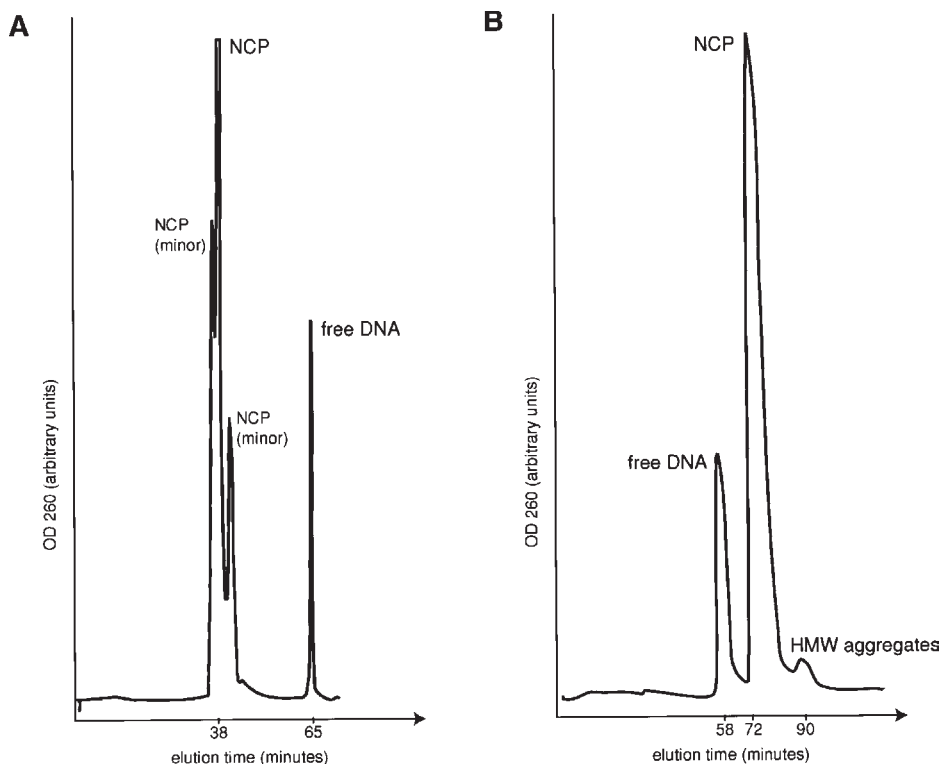 A
NCP
NCP
(minor)
free DNA
NCP
(minor)
OD 260 (arbitrary units)
38
65
elution time (minutes)
B
NCP
free DNA
HMW aggregates
OD 260 (arbitrary units)
58
72
90
elution time (minutes)